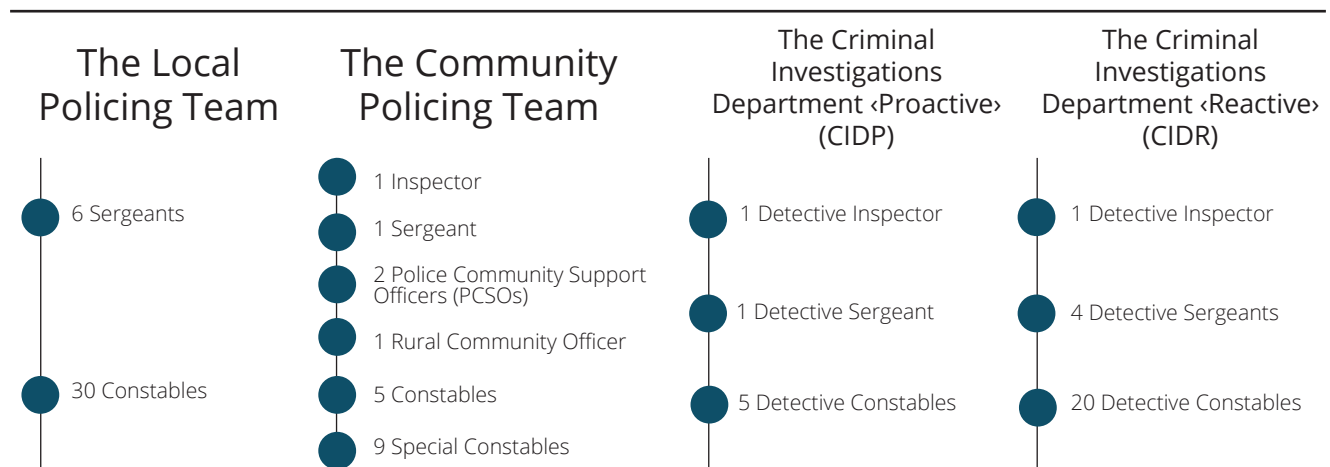 The Local
Policing Team
6 Sergeants
30 Constables
The Community
Policing Team
1 Inspector
1 Sergeant
2 Police Community Support
Officers (PCSOs)
1 Rural Community Officer
5 Constables
9 Special Constables
The Criminal
Investigations
Department ‹Proactive›
(CIDP)
1 Detective Inspector
1 Detective Sergeant
5 Detective Constables
The Criminal
Investigations
Department ‹Reactive›
(CIDR)
1 Detective Inspector
4 Detective Sergeants
20 Detective Constables